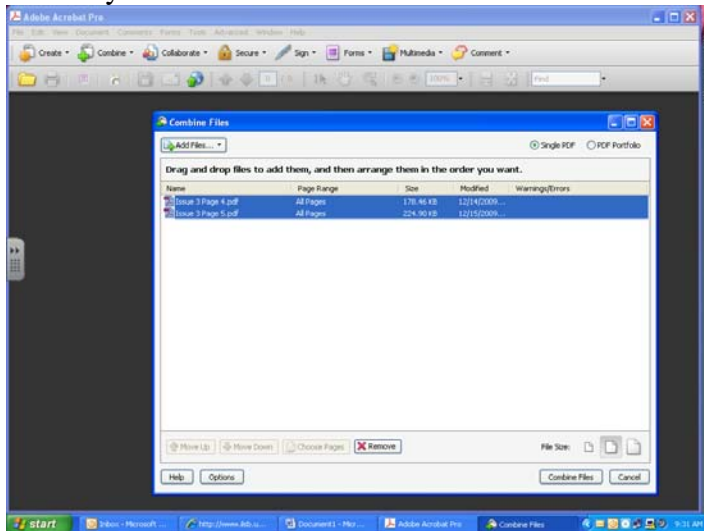 Adobe Acrobat Pro
File Edit View Document Comments Forms Tools Advanced Window Help
Create Combine Collaborate Secure Sign Forms Multimedia Comment
Find
Combine Files
Add Files... Single PDF PDF Portfolio
Drag and drop files to add them, and then arrange them in the order you want.
Name Page Range Size Modified Warnings/Errors
Issue 3 Page 4.pdf All Pages 178.46 KB 12/14/2009...
Issue 3 Page 5.pdf All Pages 224.90 KB 12/15/2009...
Move Up Move Down Choose Pages Remove File Size:
Help Options Combine Files Cancel
start Inbox - Microsoft ... Document1 - Micr... Adobe Acrobat Pro Combine Files 9:31 AM